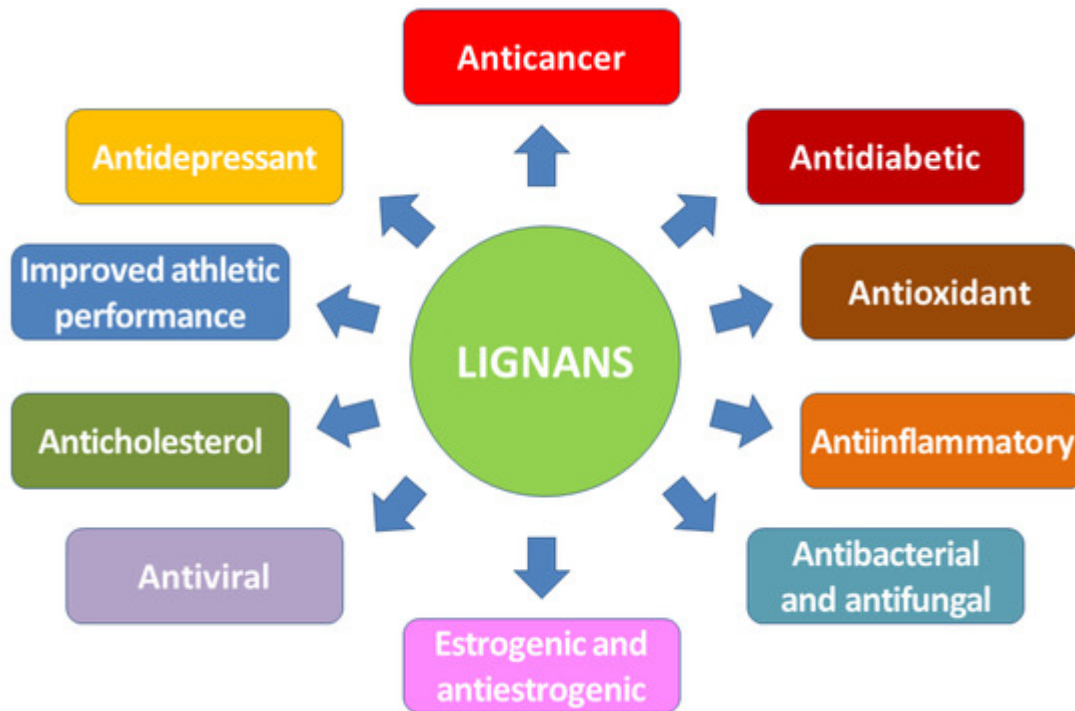 Anticancer
Antidepressant
Antidiabetic
Improved athletic
performance
Antioxidant
LIGNANS
Anticholesterol
Antiinflammatory
Antiviral
Antibacterial
and antifungal
Estrogenic and
antiestrogenic